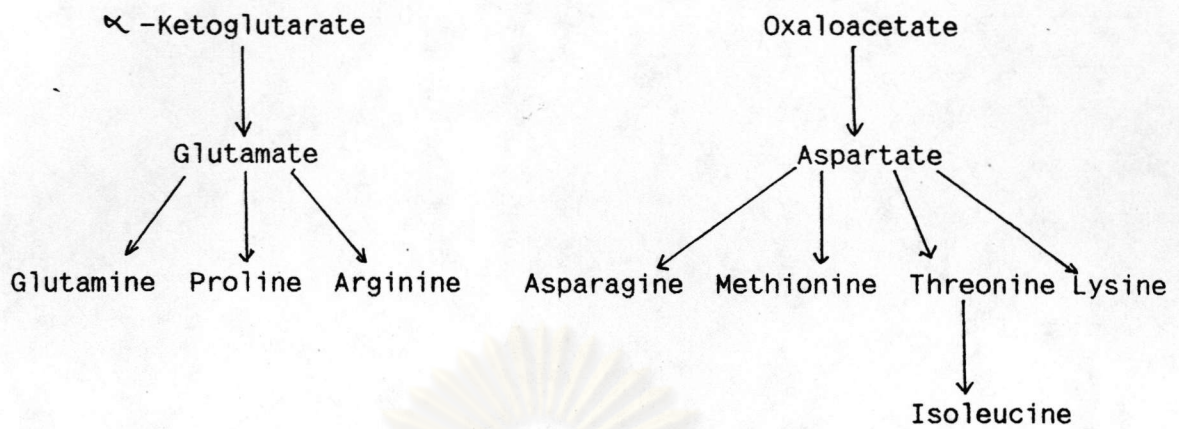 ∝-Ketoglutarate
Oxaloacetate
Glutamate
Aspartate
Glutamine Proline Arginine
Asparagine Methionine Threonine Lysine
Isoleucine